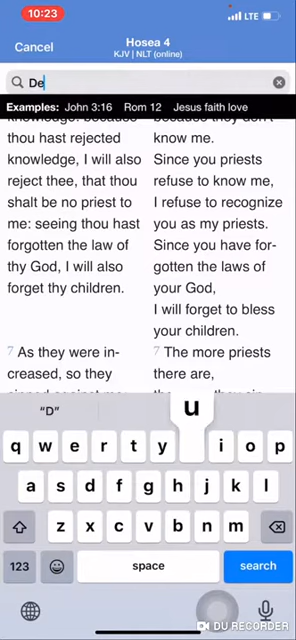 10:23
LTE
Cancel
Hosea 4
KJV | NLT (online)
De
Examples: John 3:16 Rom 12 Jesus faith love
thou hast rejected
knowledge, I will also
reject thee, that thou
shalt be no priest to
me: seeing thou hast
forgotten the law of
thy God, I will also
forget thy children.
7 As they were in-
creased, so they
know me.
Since you priests
refuse to know me,
I refuse to recognize
you as my priests.
Since you have for-
gotten the laws of
your God,
I will forget to bless
your children.
7 The more priests
there are,
“D”
u
q w e r t y i o p
a s d f g h j k l
z x c v b n m
123 space search
DU RECORDER